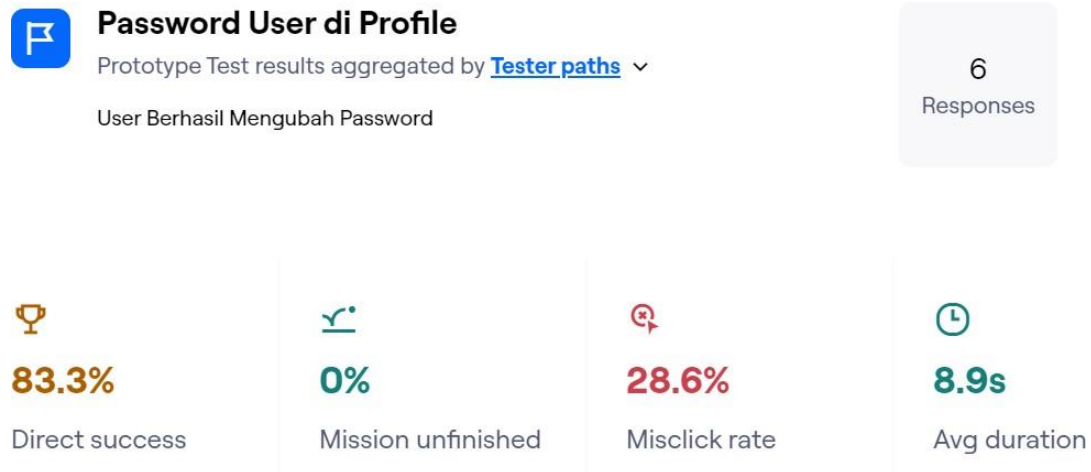 Password User di Profile
Prototype Test results aggregated by Tester paths
User Berhasil Mengubah Password
6
Responses
83.3%
Direct success
0%
Mission unfinished
28.6%
Misclick rate
8.9s
Avg duration